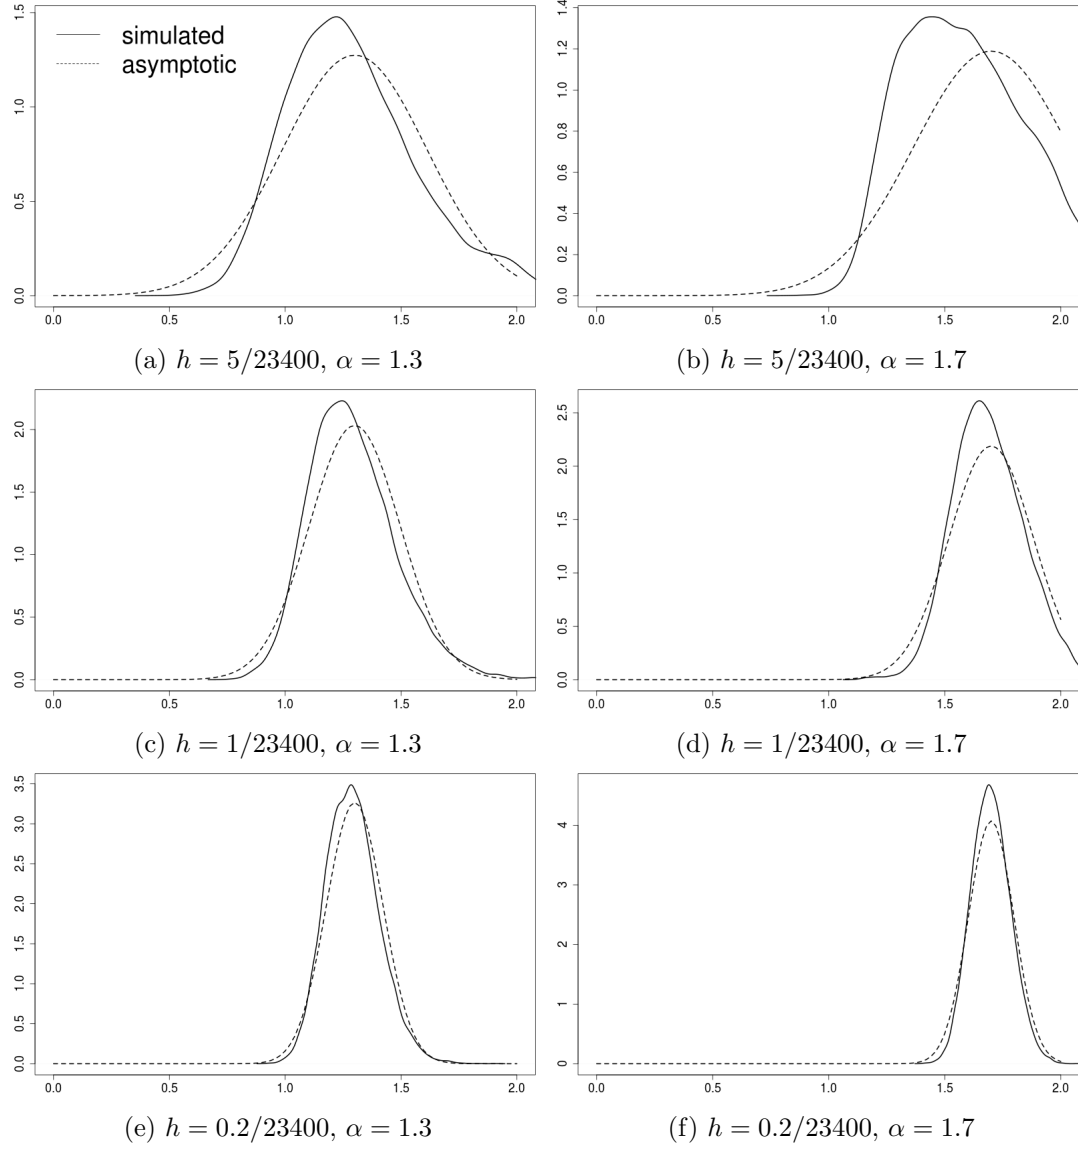 simulated
asymptotic
0.0 0.5 1.0 1.5
0.0 0.5 1.0 1.5 2.0
(a) h = 5/23400, α = 1.3
0.0 0.2 0.4 0.6 0.8 1.0 1.2 1.4
0.0 0.5 1.0 1.5 2.0
(b) h = 5/23400, α = 1.7
0.0 0.5 1.0 1.5 2.0
0.0 0.5 1.0 1.5 2.0
(c) h = 1/23400, α = 1.3
0.0 0.5 1.0 1.5 2.0 2.5
0.0 0.5 1.0 1.5 2.0
(d) h = 1/23400, α = 1.7
0.0 0.5 1.0 1.5 2.0 2.5 3.0 3.5
0.0 0.5 1.0 1.5 2.0
(e) h = 0.2/23400, α = 1.3
0 1 2 3 4
0.0 0.5 1.0 1.5 2.0
(f) h = 0.2/23400, α = 1.7